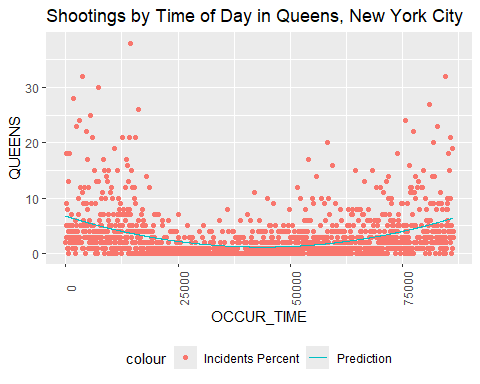 Shootings by Time of Day in Queens, New York City
QUEENS
30
20
10
0
0
25000
50000
75000
OCCUR_TIME
colour
Incidents Percent
Prediction